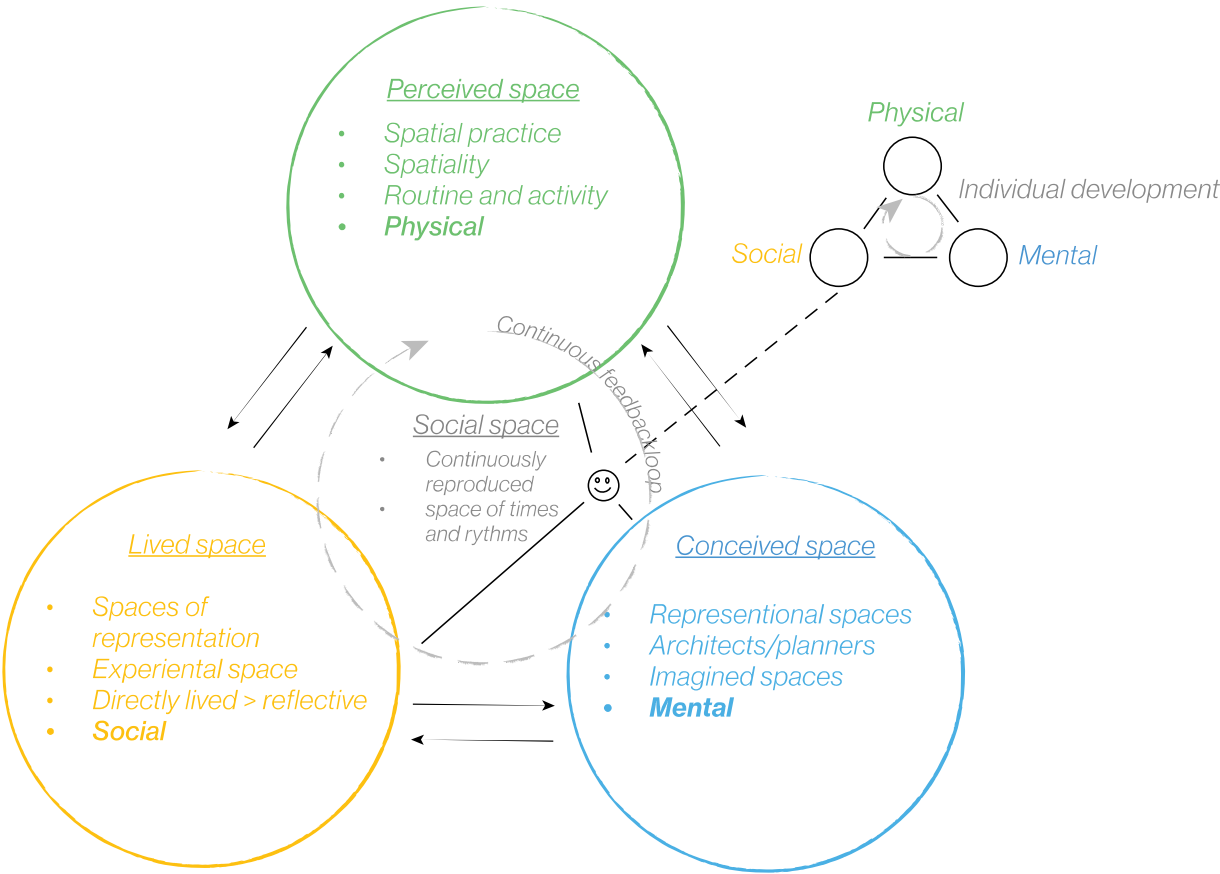 Perceived space
• Spatial practice
• Spatiality
• Routine and activity
• Physical
Physical
Individual development
Social
Mental
Continuous feedbackloop
Social space
• Continuously
reproduced
• space of times
and rythms
Lived space
• Spaces of
representation
• Experiental space
• Directly lived > reflective
• Social
Conceived space
• Representional spaces
• Architects/planners
• Imagined spaces
• Mental